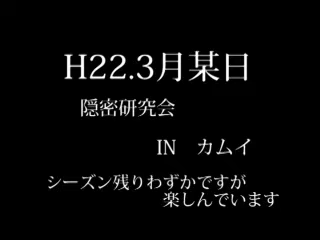 H22.3月某日
隠密研究会
IN カムイ
シーズン残りわずかですが
楽しんでいます